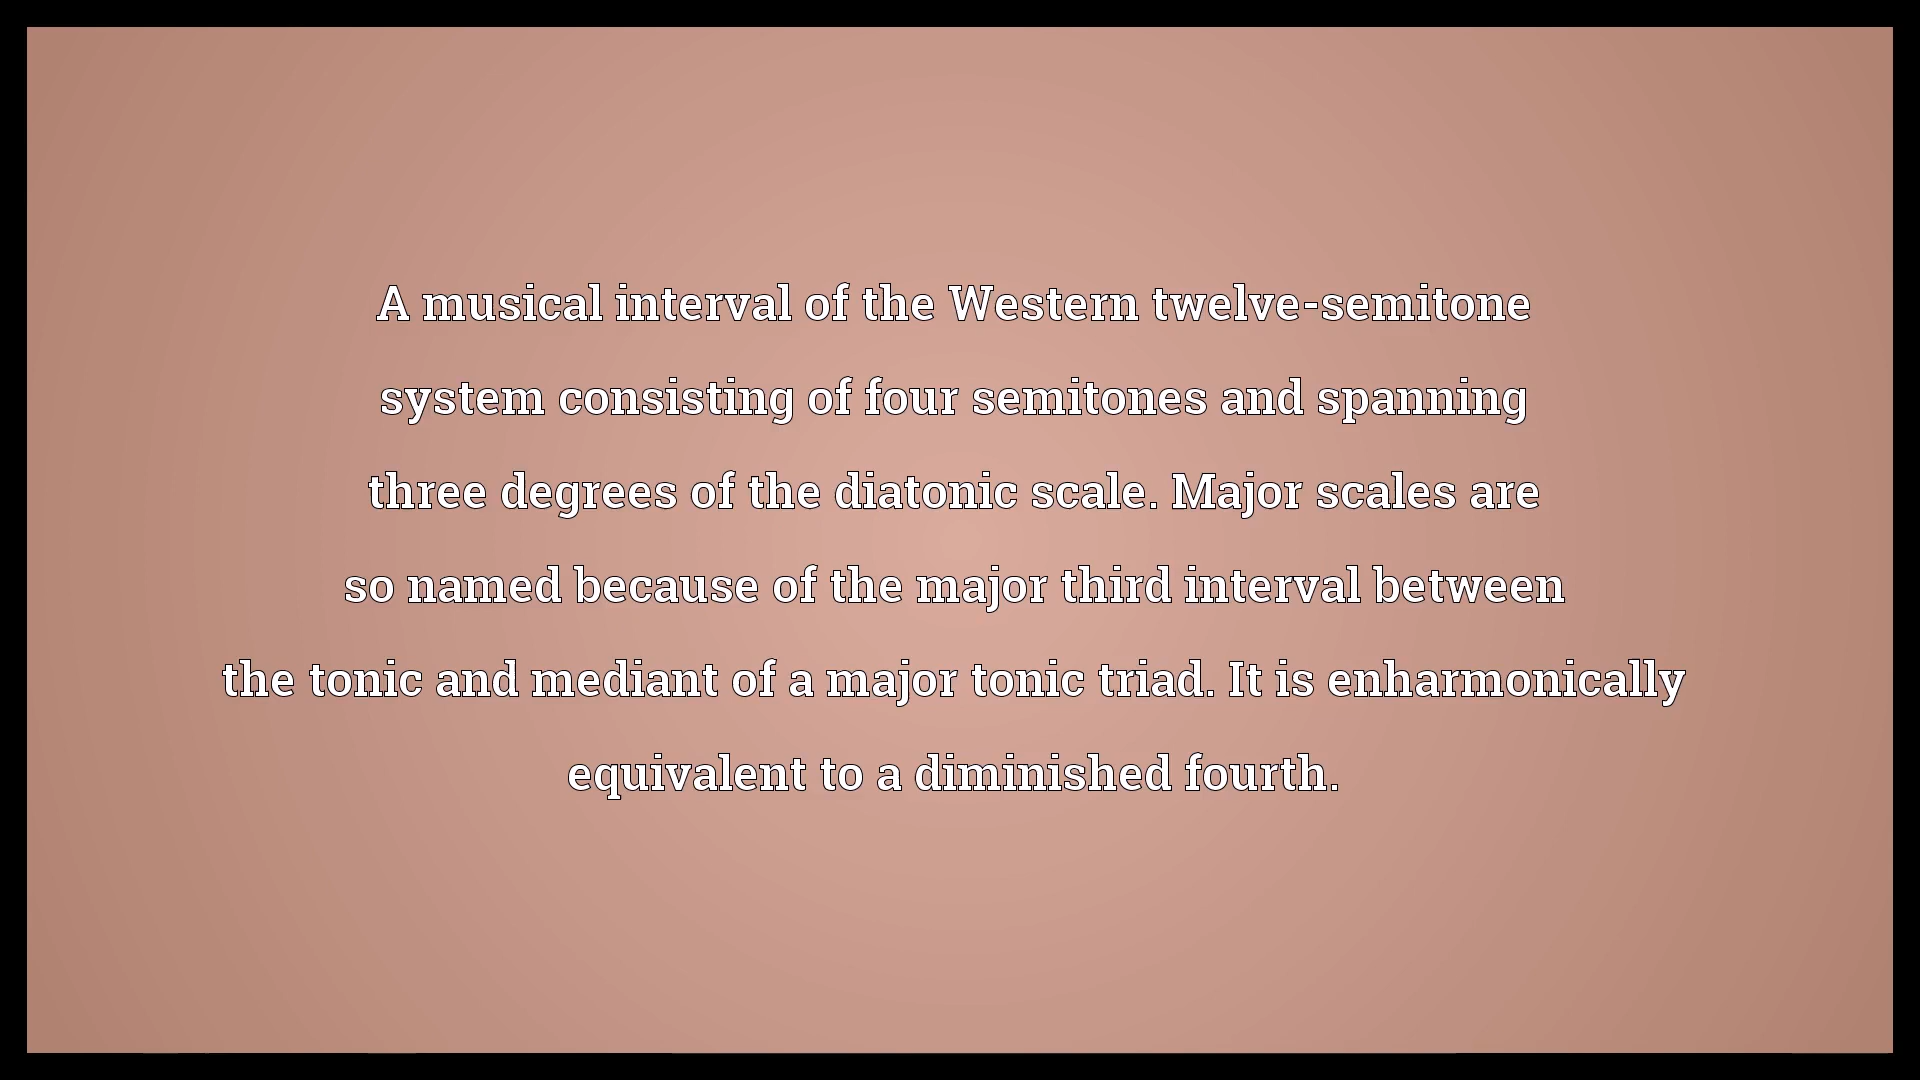 A musical interval of the Western twelve-semitone
system consisting of four semitones and spanning
three degrees of the diatonic scale. Major scales are
so named because of the major third interval between
the tonic and mediant of a major tonic triad. It is enharmonically
equivalent to a diminished fourth.